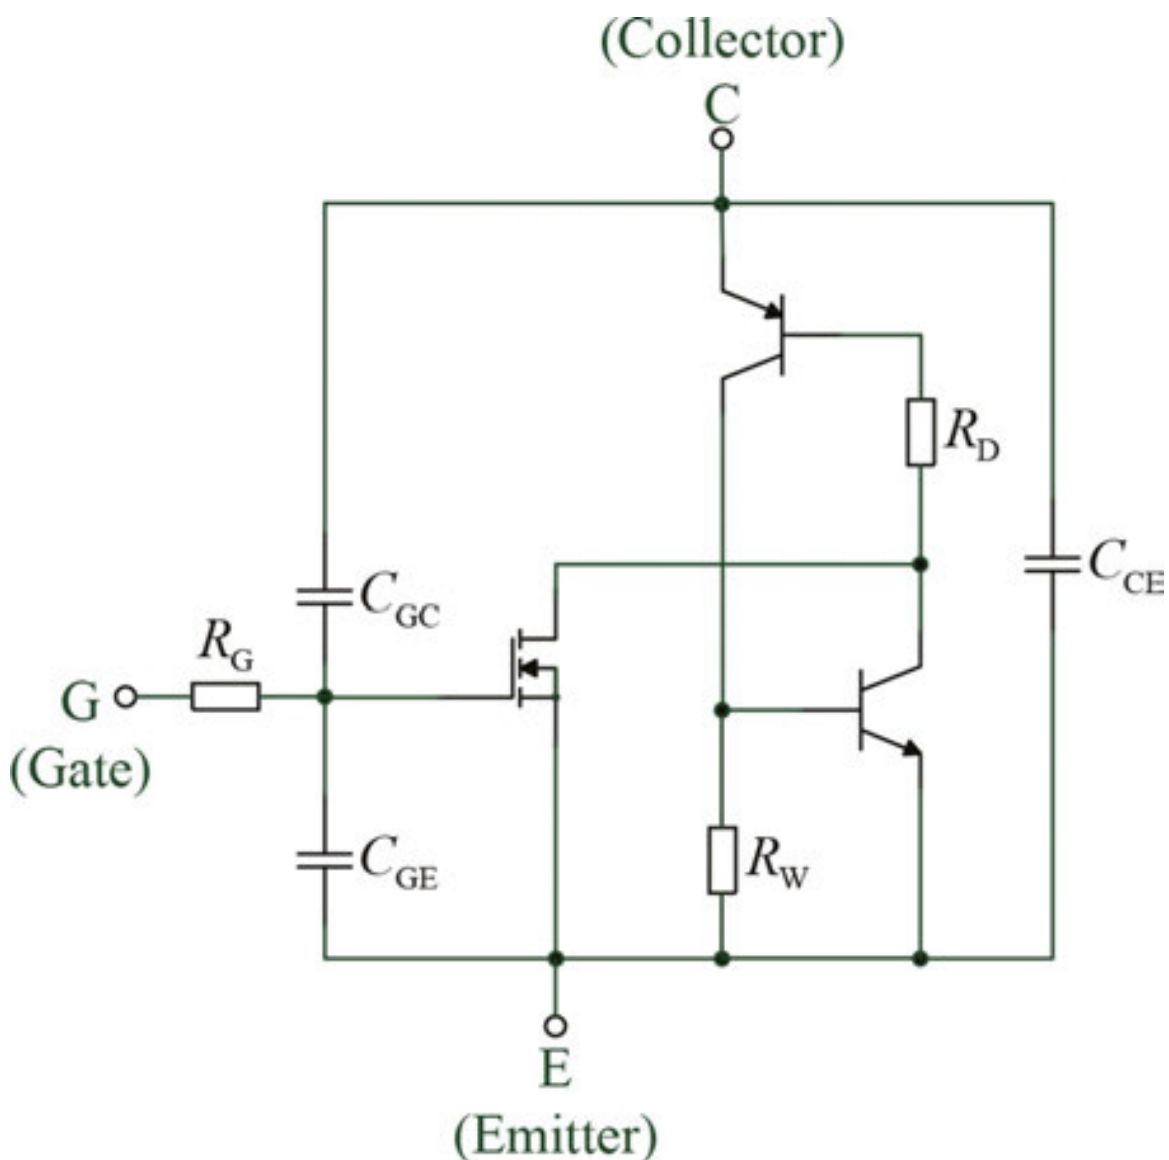 (Collector)
C
R_D
C_CE
C_GC
R_G
G
(Gate)
C_GE
R_W
E
(Emitter)